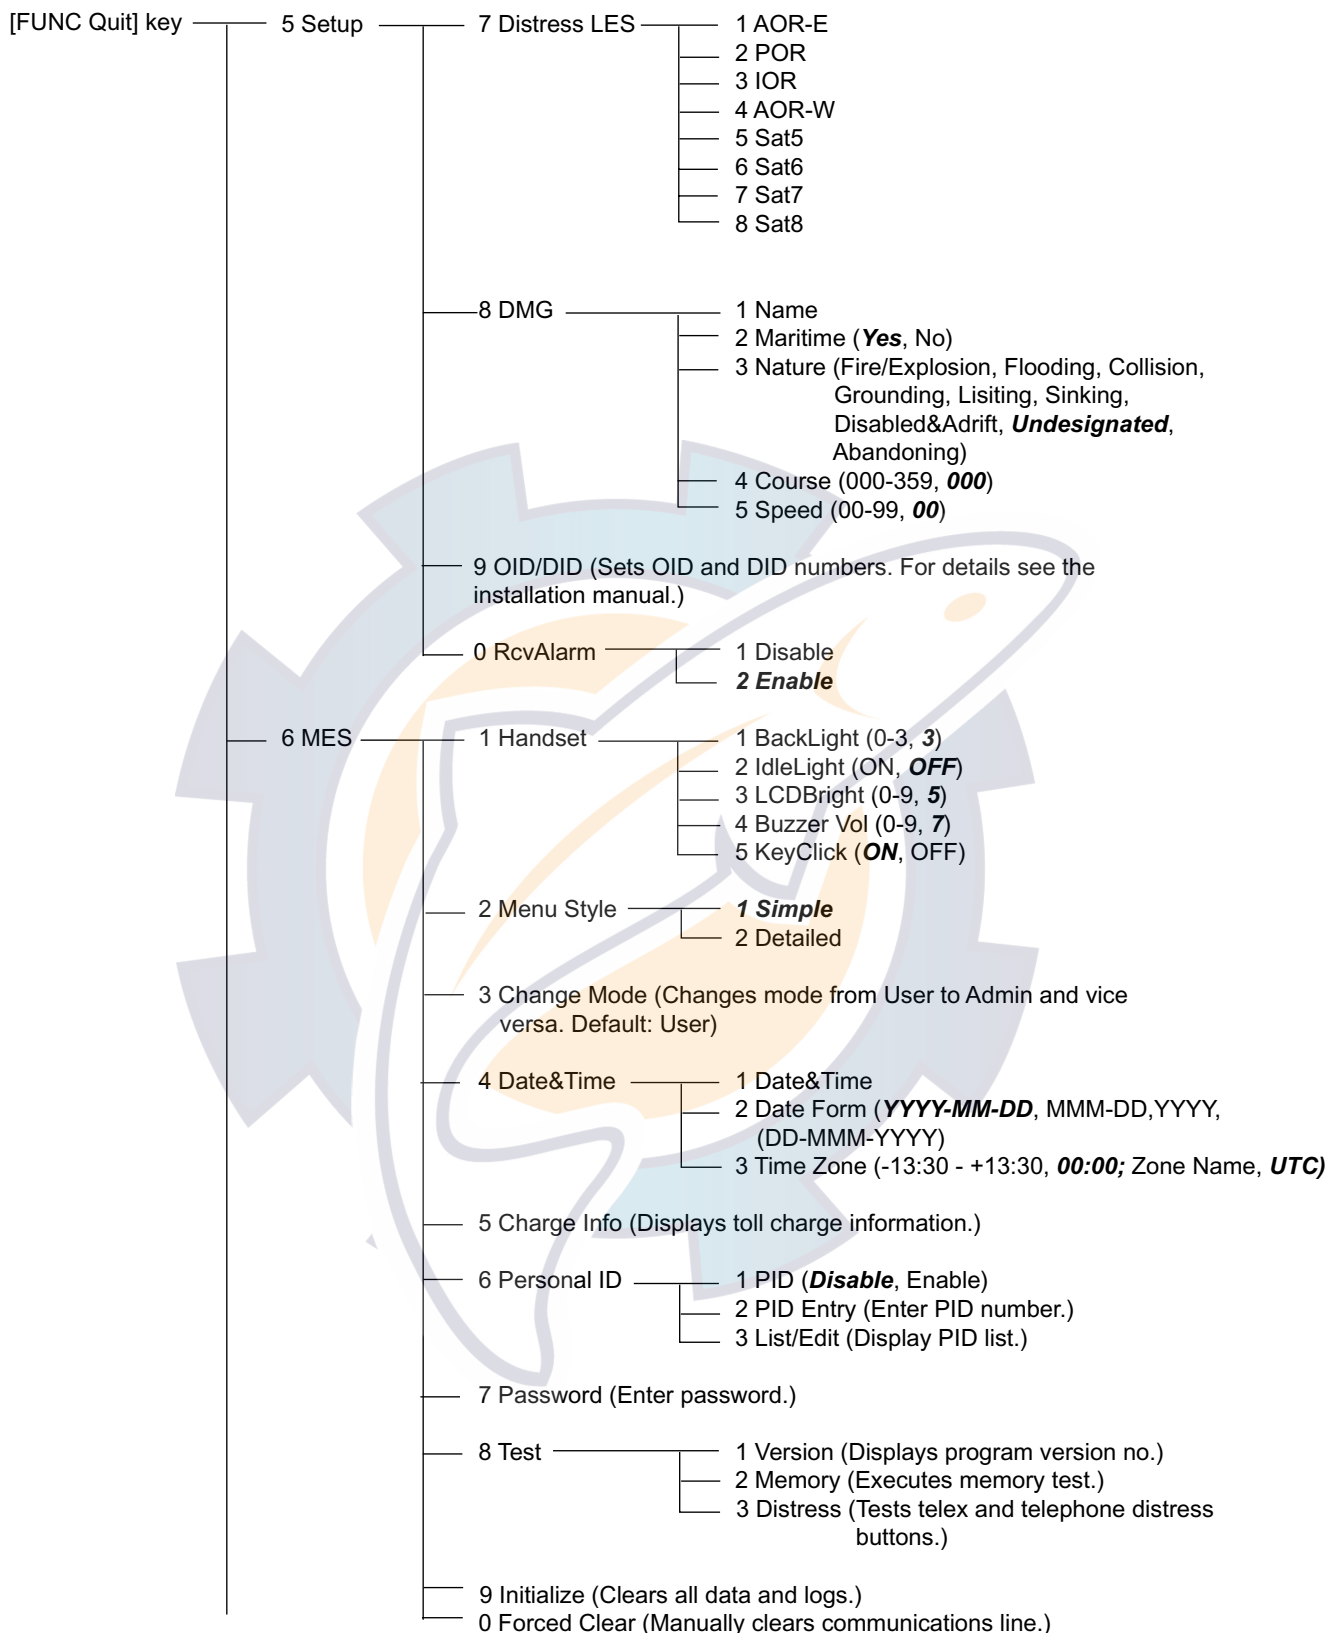 [FUNC Quit] key
5 Setup
7 Distress LES
1 AOR-E
2 POR
3 IOR
4 AOR-W
5 Sat5
6 Sat6
7 Sat7
8 Sat8
8 DMG
1 Name
2 Maritime (Yes, No)
3 Nature (Fire/Explosion, Flooding, Collision,
Grounding, Lisiting, Sinking,
Disabled&Adrift, Undesignated,
Abandoning)
4 Course (000-359, 000)
5 Speed (00-99, 00)
9 OID/DID (Sets OID and DID numbers. For details see the
installation manual.)
0 RcvAlarm
1 Disable
2 Enable
6 MES
1 Handset
1 BackLight (0-3, 3)
2 IdleLight (ON, OFF)
3 LCDBright (0-9, 5)
4 Buzzer Vol (0-9, 7)
5 KeyClick (ON, OFF)
2 Menu Style
1 Simple
2 Detailed
3 Change Mode (Changes mode from User to Admin and vice
versa. Default: User)
4 Date&Time
1 Date&Time
2 Date Form (YYYY-MM-DD, MMM-DD,YYYY,
(DD-MMM-YYYY)
3 Time Zone (-13:30 - +13:30, 00:00; Zone Name, UTC)
5 Charge Info (Displays toll charge information.)
6 Personal ID
1 PID (Disable, Enable)
2 PID Entry (Enter PID number.)
3 List/Edit (Display PID list.)
7 Password (Enter password.)
8 Test
1 Version (Displays program version no.)
2 Memory (Executes memory test.)
3 Distress (Tests telex and telephone distress
buttons.)
9 Initialize (Clears all data and logs.)
0 Forced Clear (Manually clears communications line.)